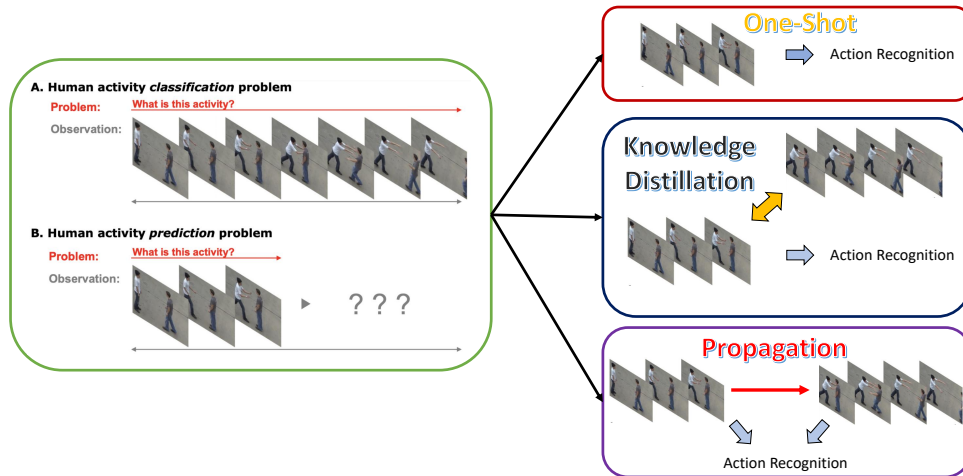 A. Human activity classification problem
Problem: What is this activity?
Observation:
B. Human activity prediction problem
Problem: What is this activity?
Observation:
? ? ?
One-Shot
Action Recognition
Knowledge
Distillation
Action Recognition
Propagation
Action Recognition